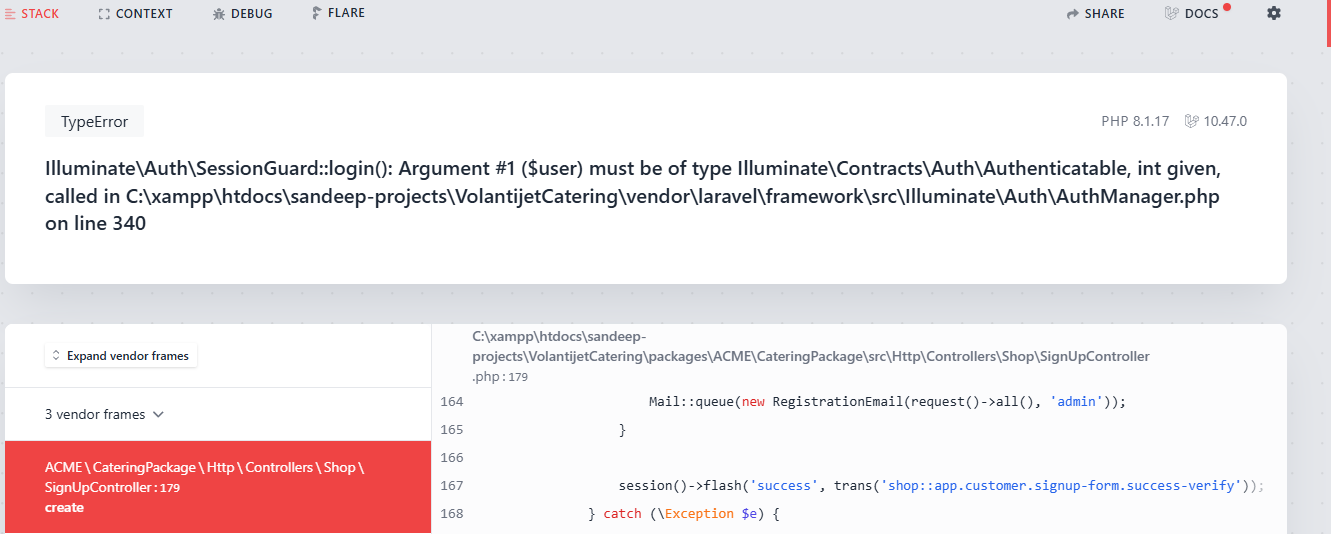 STACK CONTEXT DEBUG FLARE SHARE DOCS
TypeError PHP 8.1.17 10.47.0
Illuminate\Auth\SessionGuard::login(): Argument #1 ($user) must be of type Illuminate\Contracts\Auth\Authenticatable, int given,
called in C:\xampp\htdocs\sandeep-projects\VolantijetCatering\vendor\laravel\framework\src\Illuminate\Auth\AuthManager.php
on line 340
Expand vendor frames
3 vendor frames
ACME\CateringPackage\Http\Controllers\Shop\
SignUpController:179
create
C:\xampp\htdocs\sandeep-
projects\VolantijetCatering\packages\ACME\CateringPackage\src\Http\Controllers\Shop\SignUpController
.php:179
164 Mail::queue(new RegistrationEmail(request()->all(), 'admin'));
165 }
166
167 session()->flash('success', trans('shop::app.customer.signup-form.success-verify'));
168 } catch (\Exception $e) {